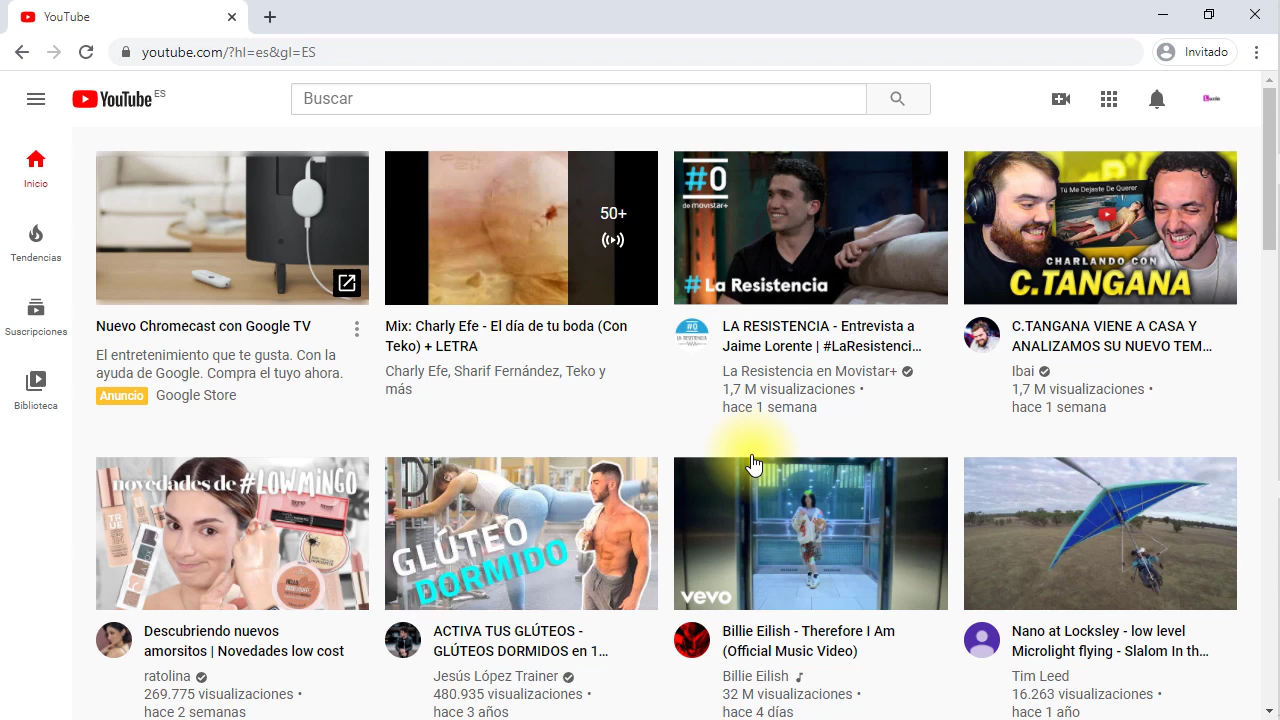 YouTube
youtube.com/?hl=es&gl=ES
Invitado
YouTube ES
Buscar
Inicio
Tendencias
Suscripciones
Biblioteca
Nuevo Chromecast con Google TV
El entretenimiento que te gusta. Con la
ayuda de Google. Compra el tuyo ahora.
Anuncio Google Store
50+
Mix: Charly Efe - El día de tu boda (Con
Teko) + LETRA
Charly Efe, Sharif Fernández, Teko y
más
#0
de movistar+
# La Resistencia
LA RESISTENCIA - Entrevista a
Jaime Lorente | #LaResistenci...
La Resistencia en Movistar+
1,7 M visualizaciones •
hace 1 semana
Tú Me Dejaste De Querer
CHARLANDO CON
C.TANGANA
C.TANGANA VIENE A CASA Y
ANALIZAMOS SU NUEVO TEM...
Ibai
1,7 M visualizaciones •
hace 1 semana
novedades de #LOWMINGO
Descubriendo nuevos
amorsitos | Novedades low cost
ratolina
269.775 visualizaciones •
hace 2 semanas
GLÚTEO
DORMIDO
ACTIVA TUS GLÚTEOS -
GLÚTEOS DORMIDOS en 1...
Jesús López Trainer
480.935 visualizaciones •
hace 3 años
vevo
Billie Eilish - Therefore I Am
(Official Music Video)
Billie Eilish
32 M visualizaciones •
hace 4 días
Nano at Locksley - low level
Microlight flying - Slalom In th...
Tim Leed
16.263 visualizaciones •
hace 1 año